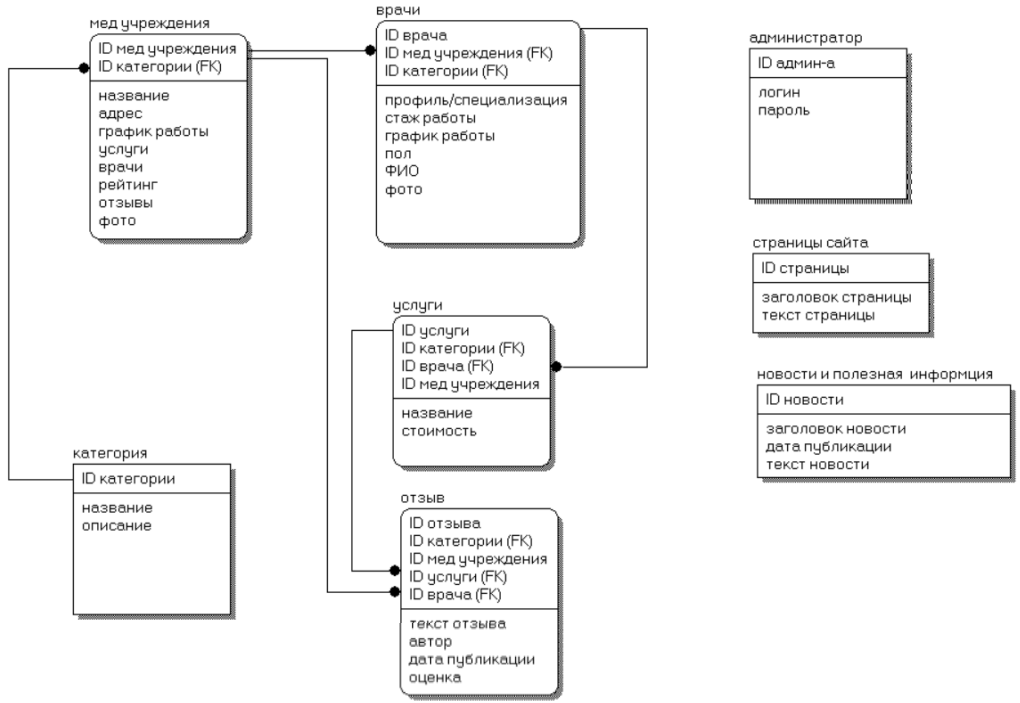 мед учреждения
ID мед учреждения
ID категории (FK)
название
адрес
график работы
услуги
врачи
рейтинг
отзывы
фото
врачи
ID врача
ID мед учреждения (FK)
ID категории (FK)
профиль/специализация
стаж работы
график работы
пол
ФИО
фото
администратор
ID админ-а
логин
пароль
страницы сайта
ID страницы
заголовок страницы
текст страницы
услуги
ID услуги
ID категории (FK)
ID врача (FK)
ID мед учреждения
название
стоимость
новости и полезная информция
ID новости
заголовок новости
дата публикации
текст новости
категория
ID категории
название
описание
отзыв
ID отзыва
ID категории (FK)
ID мед учреждения
ID услуги (FK)
ID врача (FK)
текст отзыва
автор
дата публикации
оценка